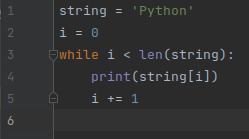 1 string = 'Python'
2 i = 0
3 while i < len(string):
4     print(string[i])
5     i += 1
6